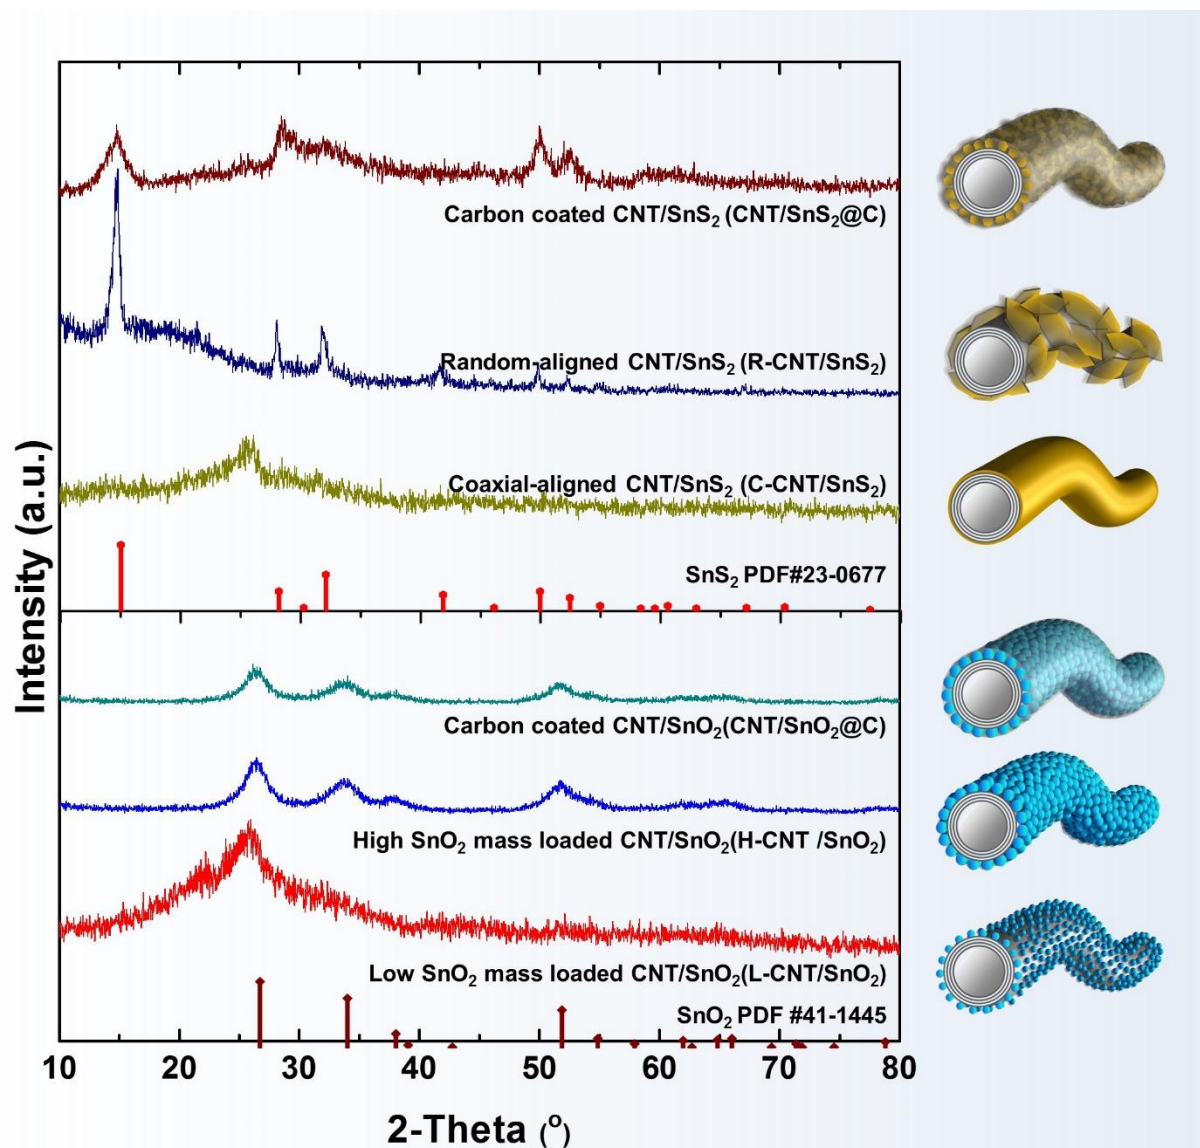 Carbon coated CNT/SnS₂ (CNT/SnS₂@C)
Random-aligned CNT/SnS₂ (R-CNT/SnS₂)
Coaxial-aligned CNT/SnS₂ (C-CNT/SnS₂)
SnS₂ PDF#23-0677
Intensity (a.u.)
Carbon coated CNT/SnO₂(CNT/SnO₂@C)
High SnO₂ mass loaded CNT/SnO₂(H-CNT /SnO₂)
Low SnO₂ mass loaded CNT/SnO₂(L-CNT/SnO₂)
SnO₂ PDF #41-1445
10 20 30 40 50 60 70 80
2-Theta (°)